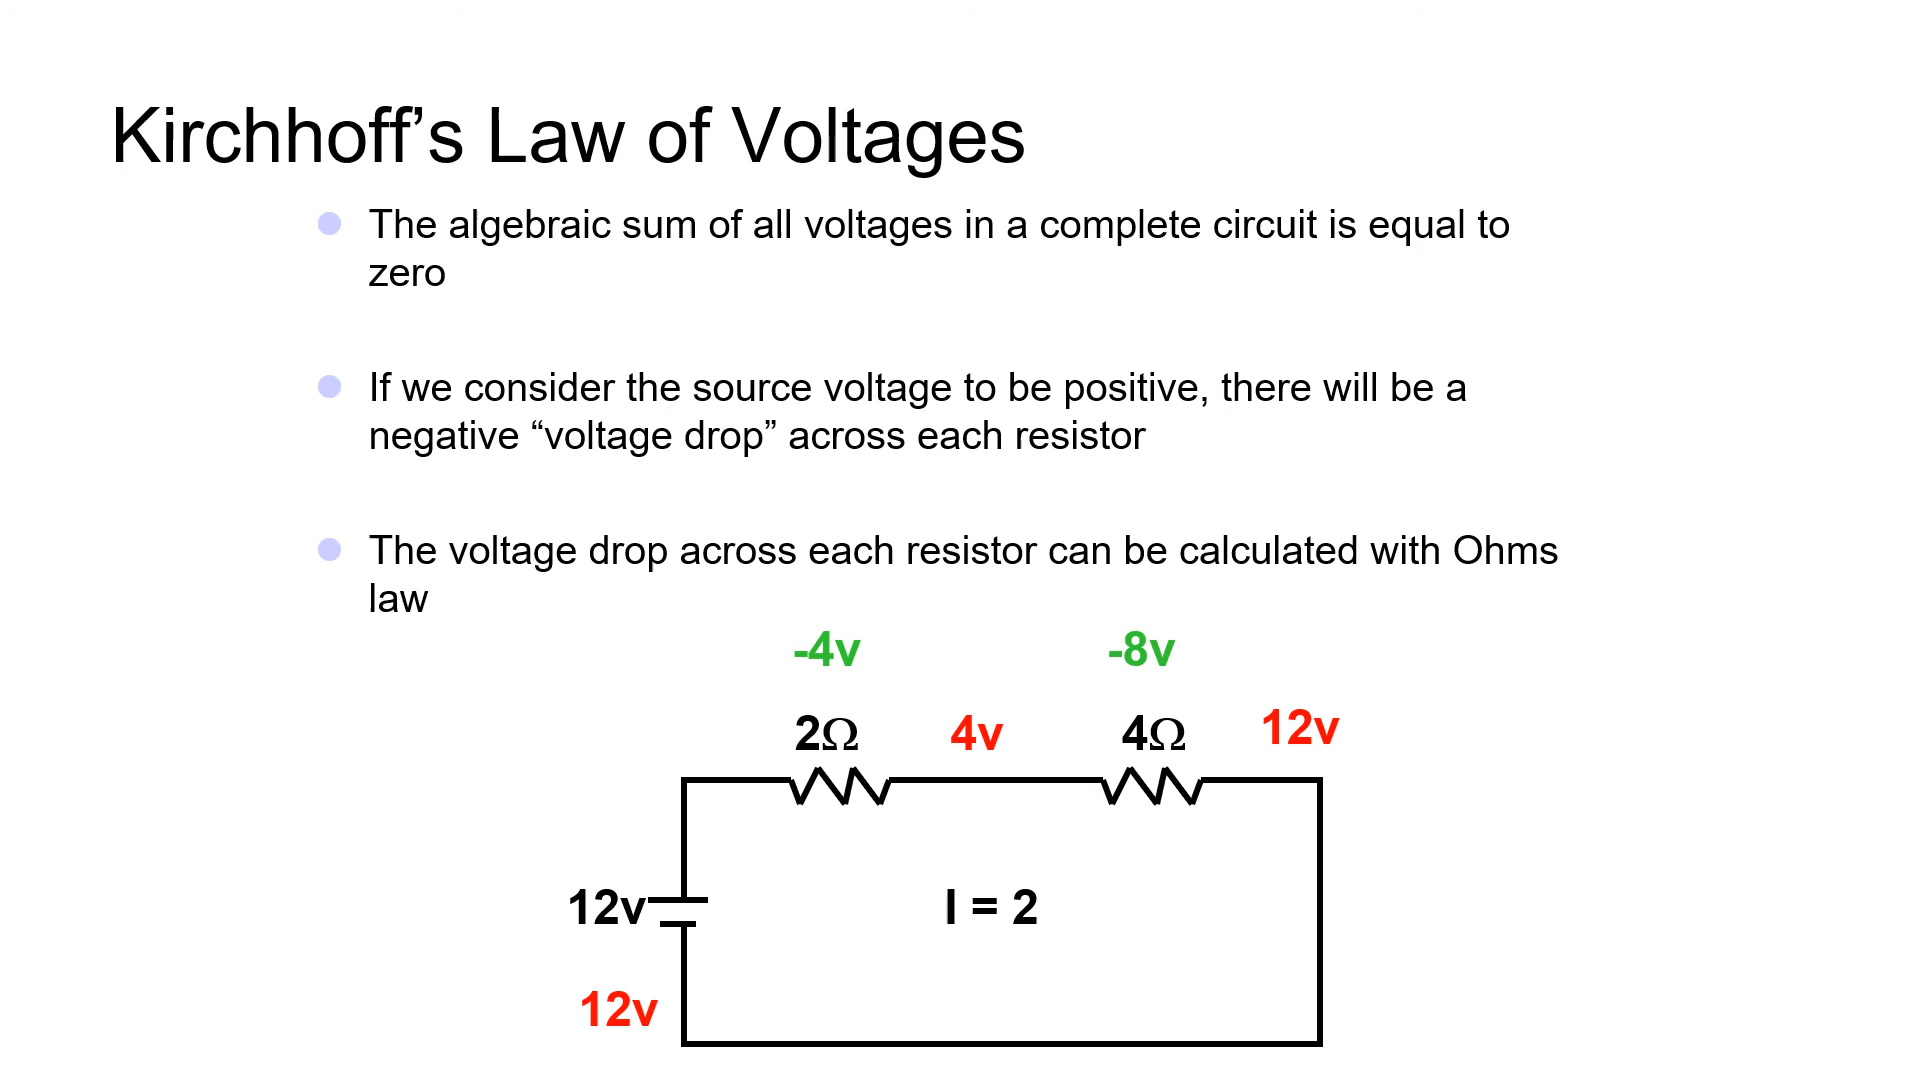 Kirchhoff’s Law of Voltages
The algebraic sum of all voltages in a complete circuit is equal to
zero
If we consider the source voltage to be positive, there will be a
negative “voltage drop” across each resistor
The voltage drop across each resistor can be calculated with Ohms
law
-4v -8v
2Ω 4v 4Ω 12v
12v I = 2
12v